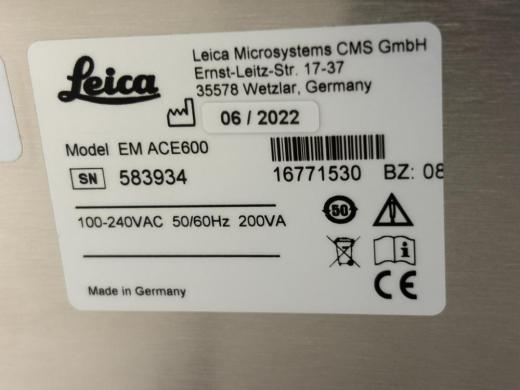 Leica
Leica Microsystems CMS GmbH
Ernst-Leitz-Str. 17-37
35578 Wetzlar, Germany
06 / 2022
Model EM ACE600
SN 583934
16771530 BZ: 08
50
100-240VAC 50/60Hz 200VA
i
Made in Germany
CE